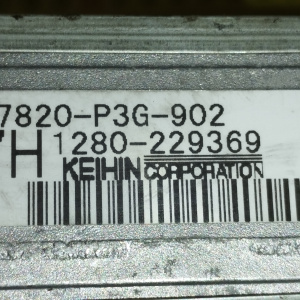 7820-P3G-902
H 1280-229369
KEIHIN CORPORATION